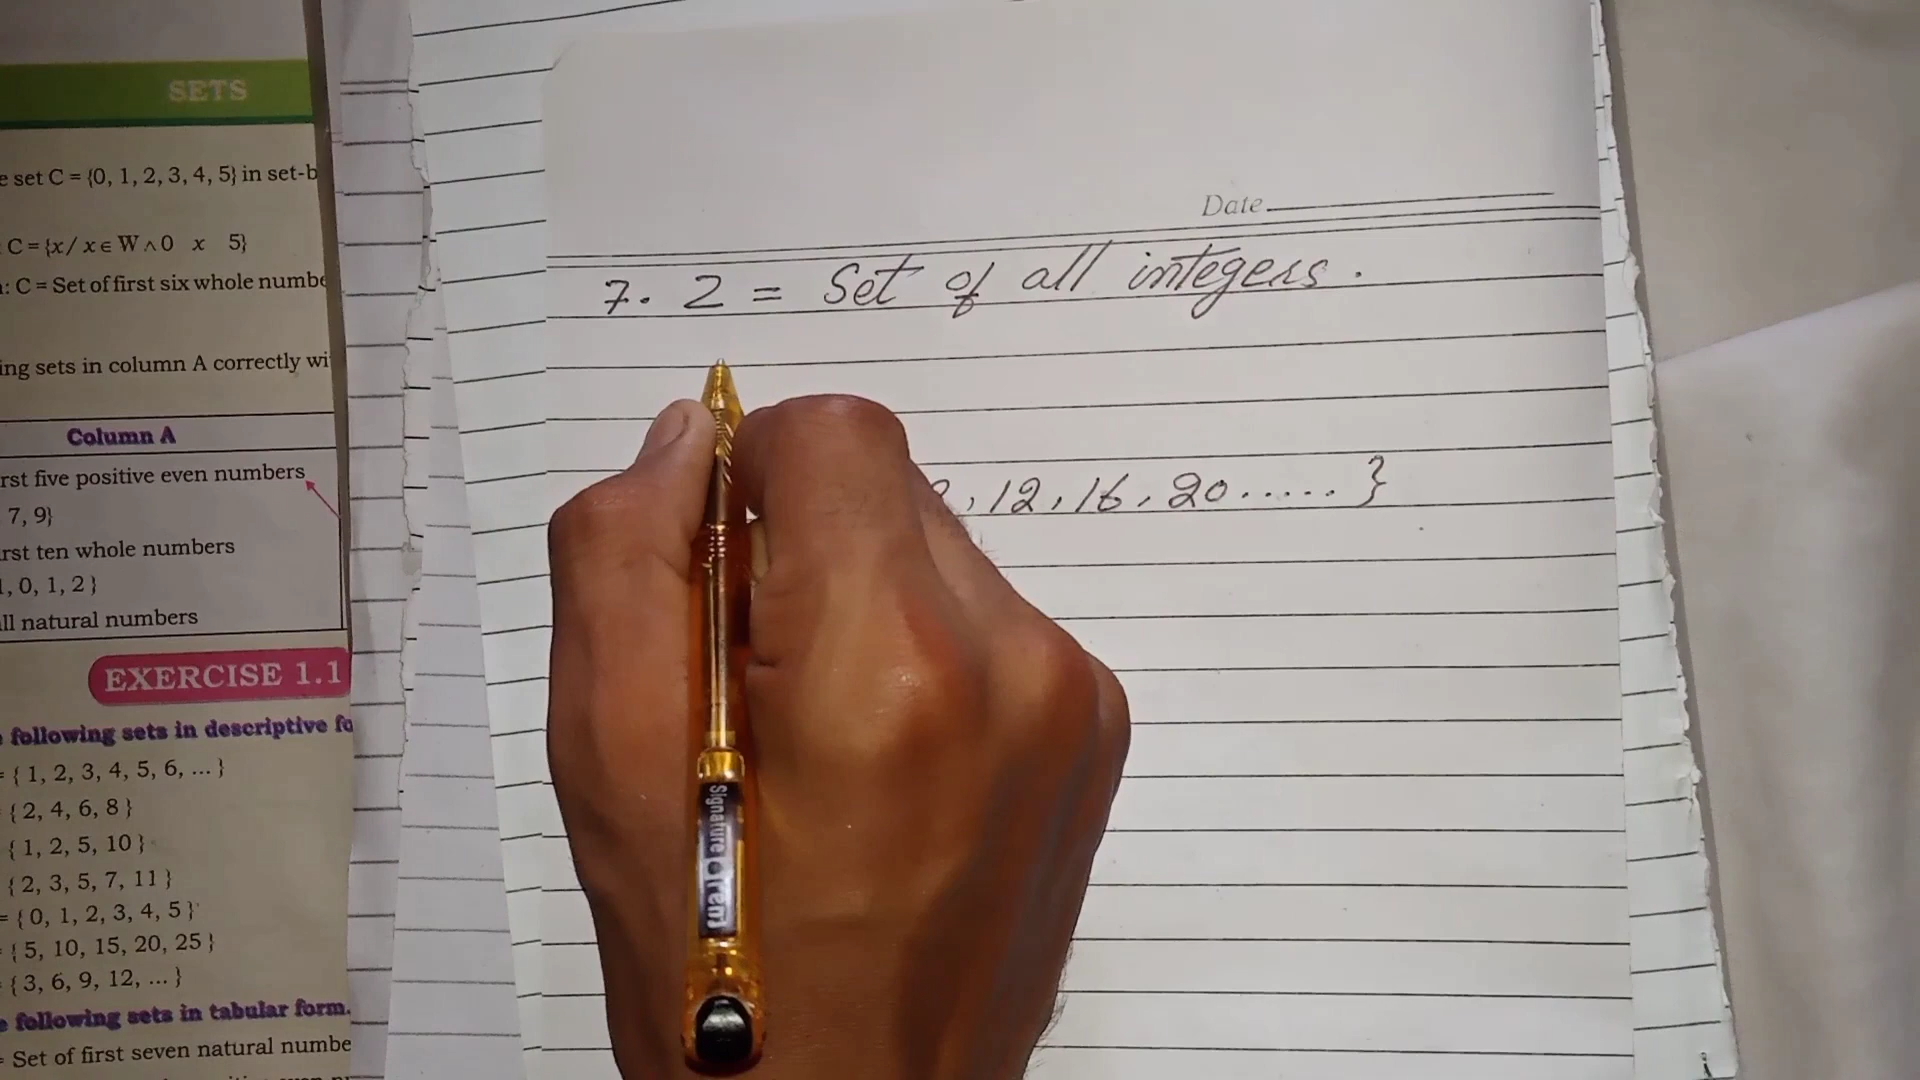 SETS
e set C = {0, 1, 2, 3, 4, 5} in set-b
C = {x/ x ∈ W ∧ 0 x 5}
: C = Set of first six whole numbe
ing sets in column A correctly wi
Column A
rst five positive even numbers
7, 9}
rst ten whole numbers
1, 0, 1, 2 }
ll natural numbers
EXERCISE 1.1
following sets in descriptive fo
= { 1, 2, 3, 4, 5, 6, ... }
= { 2, 4, 6, 8 }
{ 1, 2, 5, 10 }
{ 2, 3, 5, 7, 11 }
= { 0, 1, 2, 3, 4, 5 }
= { 5, 10, 15, 20, 25 }
= { 3, 6, 9, 12, ... }
e following sets in tabular form.
= Set of first seven natural numbe
Date
7. Z = Set of all integers.
, 12, 16, 20 ..... }
Signature